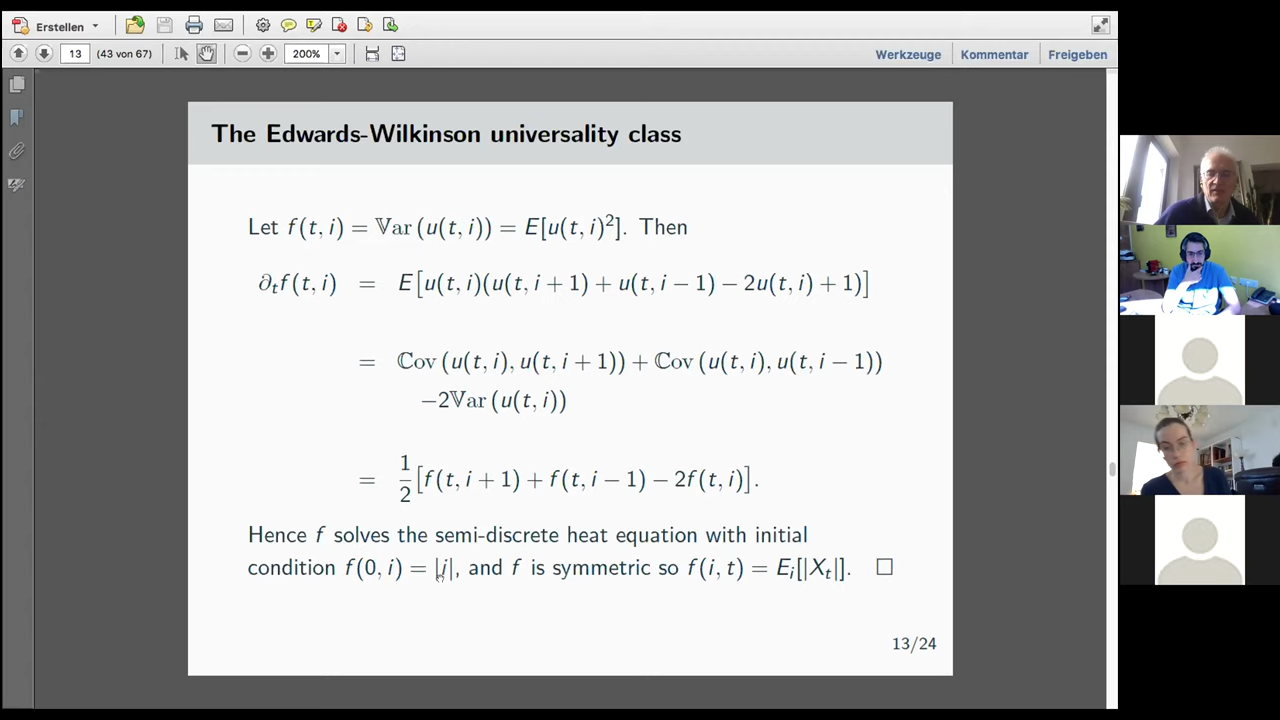 Erstellen
13 (43 von 67) 200% Werkzeuge Kommentar Freigeben
The Edwards-Wilkinson universality class
Let f(t, i) = 𝕍ar (u(t, i)) = E[u(t, i)²]. Then
∂ₜf(t, i) = E[u(t, i)(u(t, i + 1) + u(t, i − 1) − 2u(t, i) + 1)]
= ℂov (u(t, i), u(t, i + 1)) + ℂov (u(t, i), u(t, i − 1))
−2𝕍ar (u(t, i))
= 1/2 [f(t, i + 1) + f(t, i − 1) − 2f(t, i)].
Hence f solves the semi-discrete heat equation with initial
condition f(0, i) = |i|, and f is symmetric so f(i, t) = Eᵢ[|Xₜ|]. □
13/24